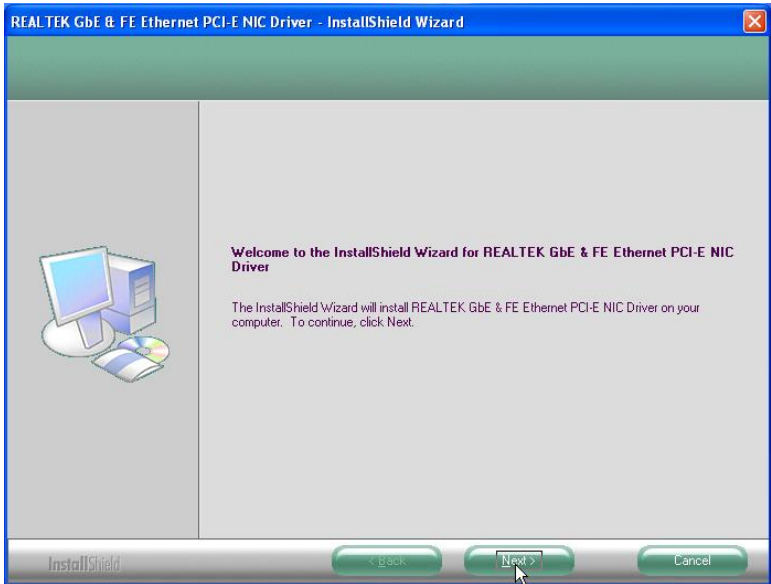 REALTEK GbE & FE Ethernet PCI-E NIC Driver - InstallShield Wizard
Welcome to the InstallShield Wizard for REALTEK GbE & FE Ethernet PCI-E NIC
Driver
The InstallShield Wizard will install REALTEK GbE & FE Ethernet PCI-E NIC Driver on your
computer. To continue, click Next.
InstallShield
< Back
Next >
Cancel